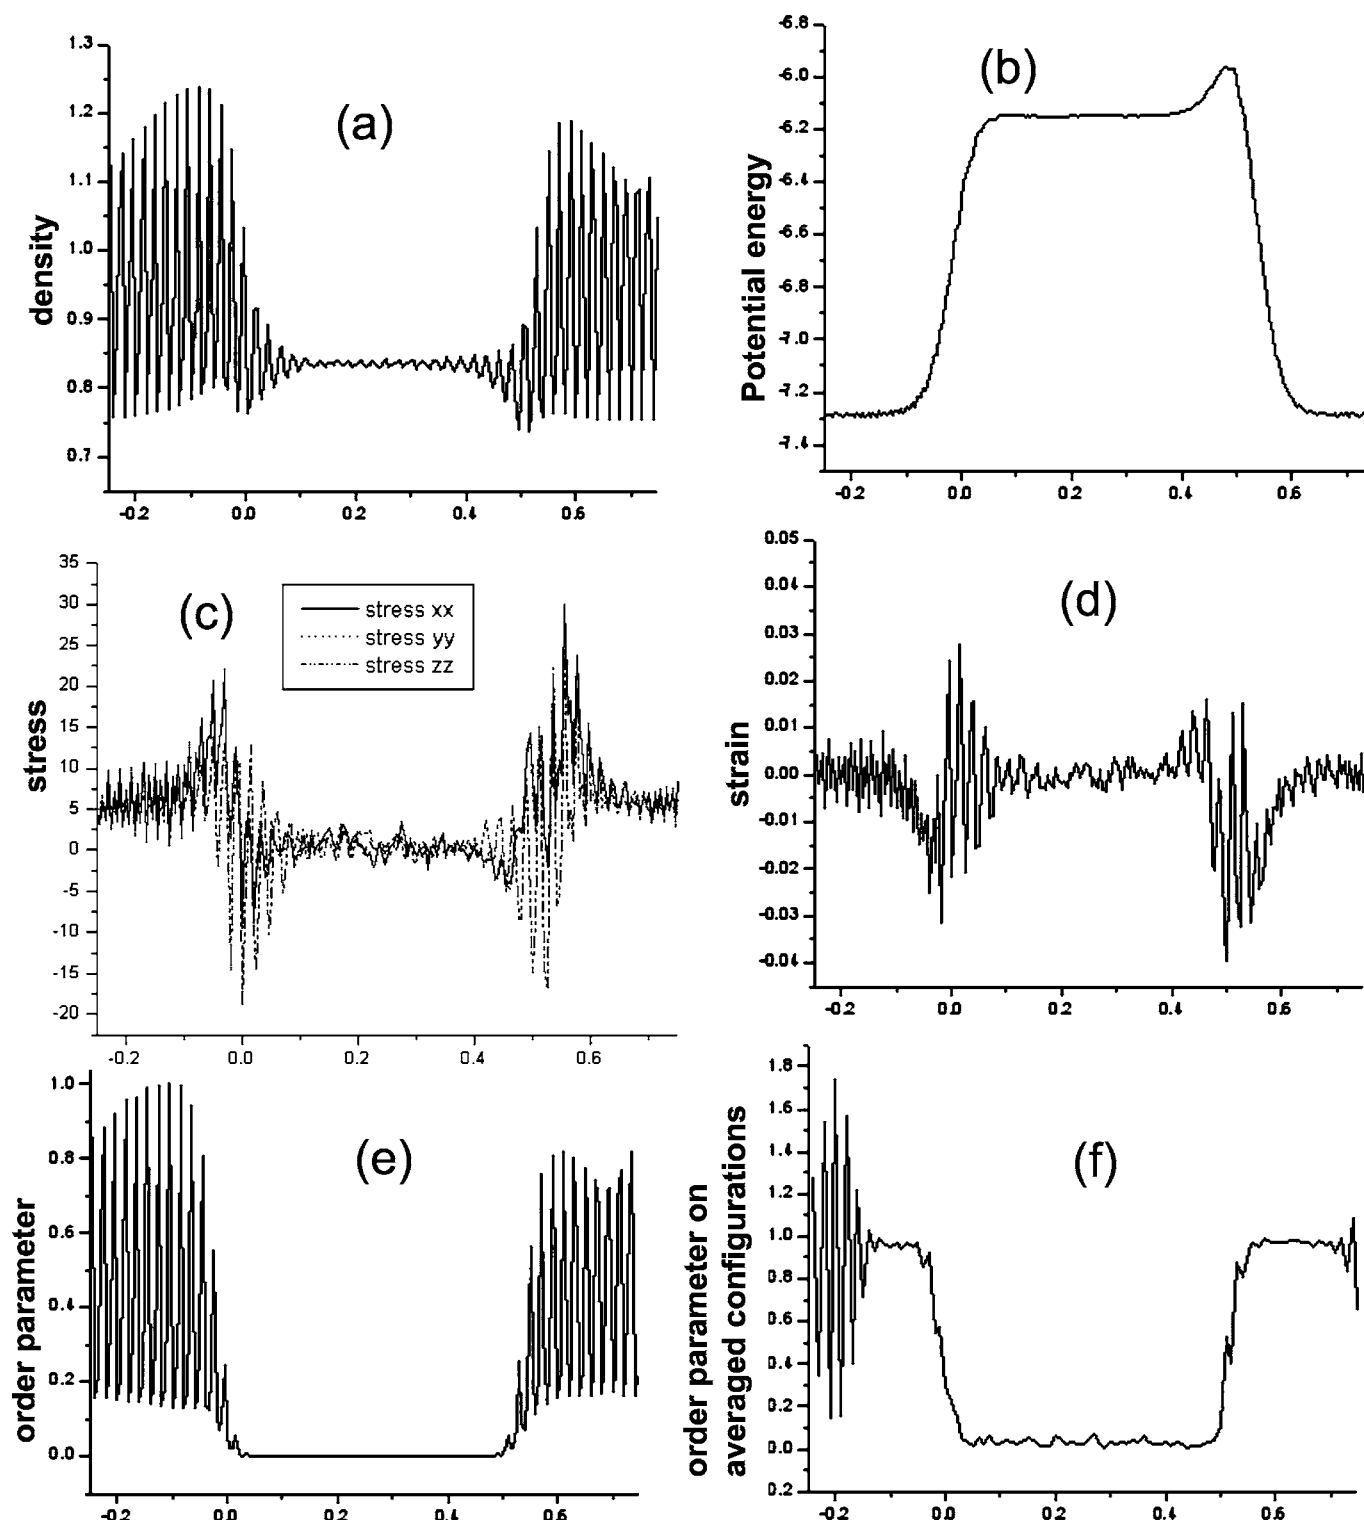 (a)
density
1.3
1.2
1.1
1.0
0.9
0.8
0.7
-0.2 0.0 0.2 0.4 0.6
(b)
Potential energy
-5.8
-6.0
-6.2
-6.4
-6.6
-6.8
-7.0
-7.2
-7.4
-0.2 0.0 0.2 0.4 0.6
(c)
stress
35
30
25
20
15
10
5
0
-5
-10
-15
-20
stress xx
stress yy
stress zz
-0.2 0.0 0.2 0.4 0.6
(d)
strain
0.05
0.04
0.03
0.02
0.01
0.00
-0.01
-0.02
-0.03
-0.04
-0.2 0.0 0.2 0.4 0.6
(e)
order parameter
1.0
0.8
0.6
0.4
0.2
0.0
-0.2 0.0 0.2 0.4 0.6
(f)
order parameter on
averaged configurations
1.8
1.6
1.4
1.2
1.0
0.8
0.6
0.4
0.2
0.0
0.2
-0.2 0.0 0.2 0.4 0.6